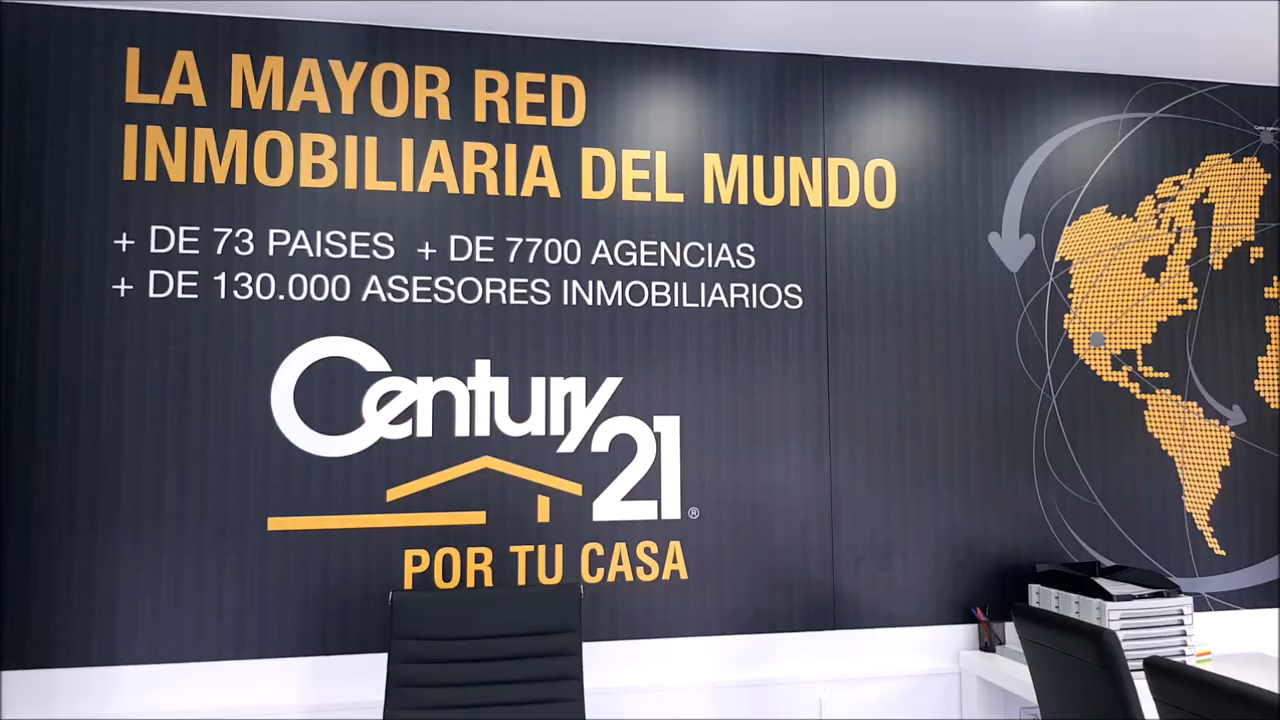 LA MAYOR RED
INMOBILIARIA DEL MUNDO
+ DE 73 PAISES + DE 7700 AGENCIAS
+ DE 130.000 ASESORES INMOBILIARIOS
Century
21®
POR TU CASA